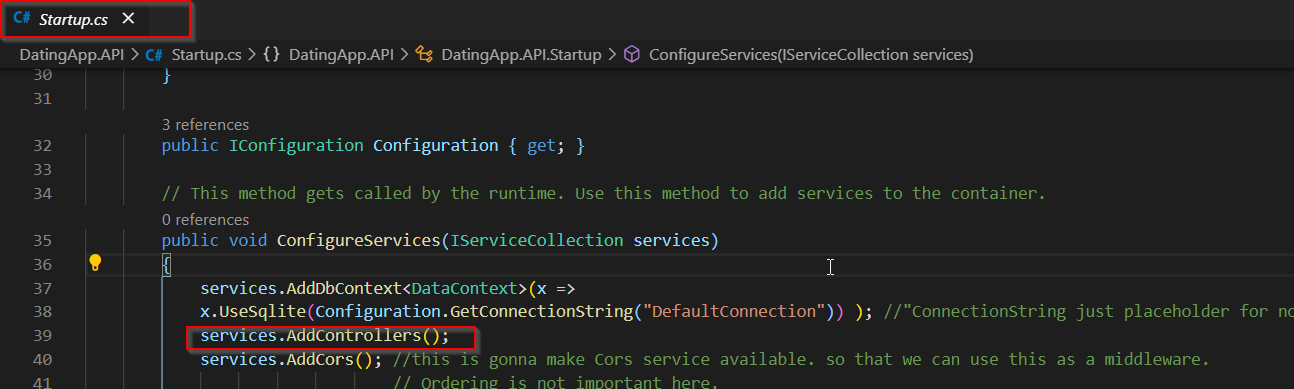 C# Startup.cs ×
DatingApp.API > C# Startup.cs > {} DatingApp.API > DatingApp.API.Startup > ConfigureServices(IServiceCollection services)
30 }
31
3 references
32 public IConfiguration Configuration { get; }
33
34 // This method gets called by the runtime. Use this method to add services to the container.
0 references
35 public void ConfigureServices(IServiceCollection services)
36 {
37 services.AddDbContext<DataContext>(x =>
38 x.UseSqlite(Configuration.GetConnectionString("DefaultConnection")) ); //"ConnectionString just placeholder for no
39 services.AddControllers();
40 services.AddCors(); //this is gonna make Cors service available. so that we can use this as a middleware.
41 // Ordering is not important here.